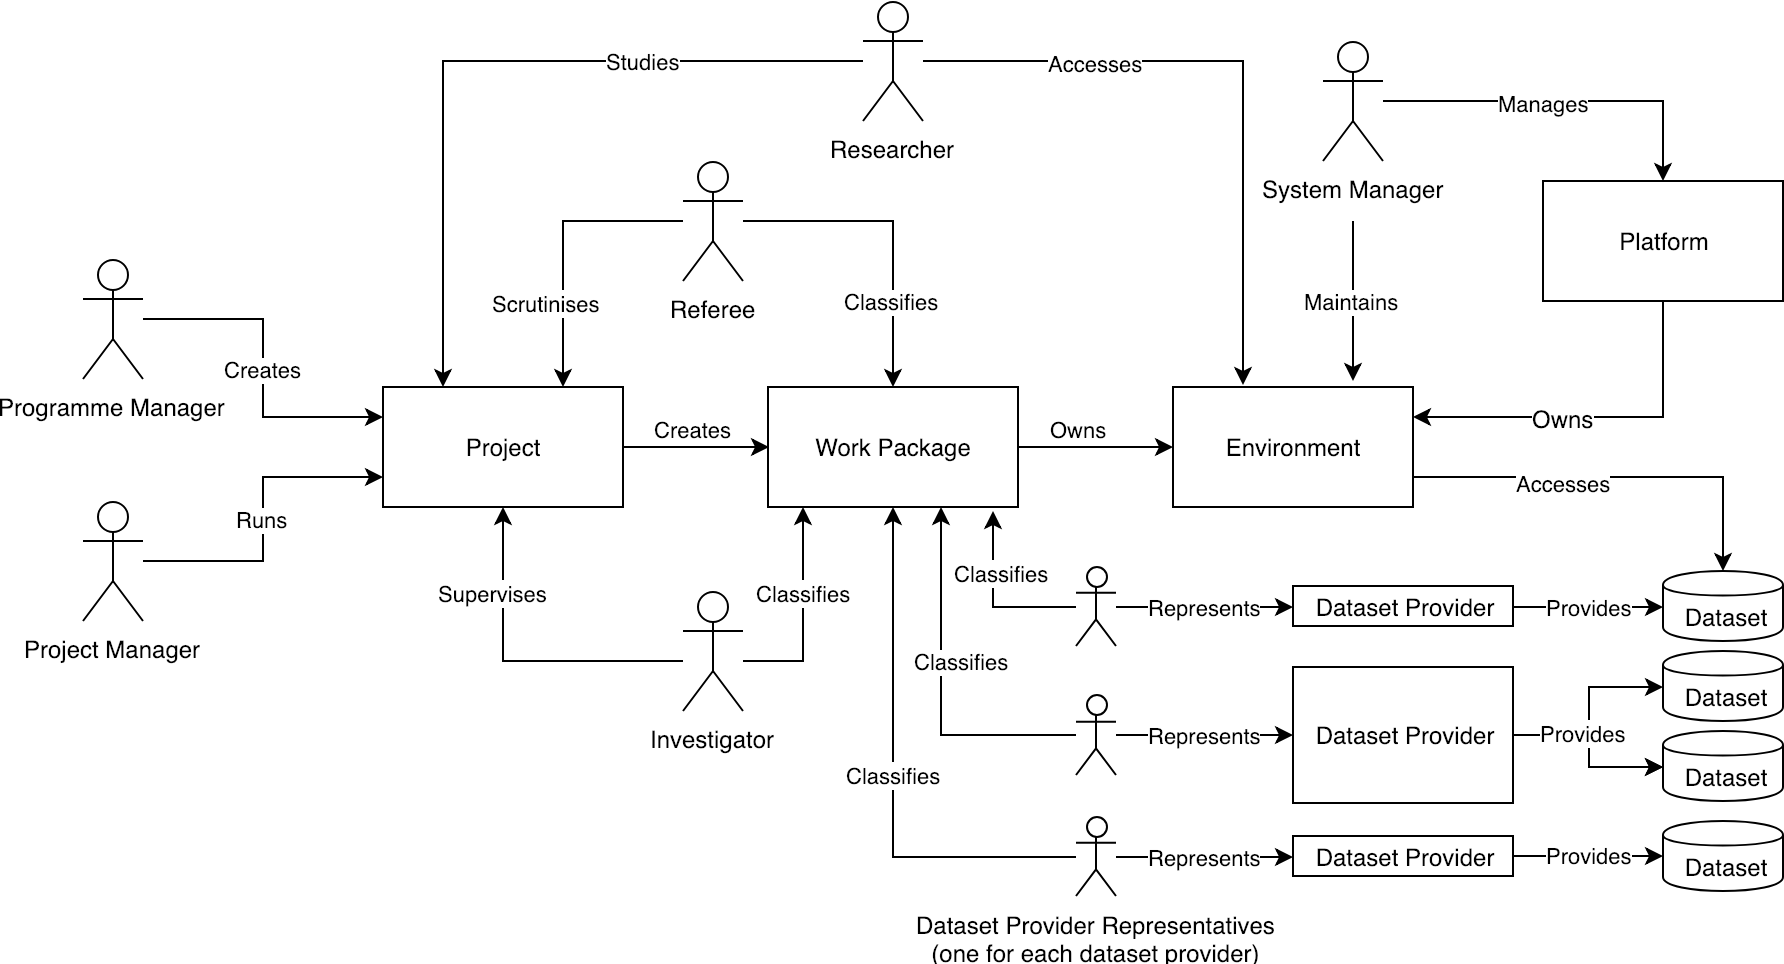 Studies
Accesses
Manages
Researcher
System Manager
Platform
Scrutinises
Referee
Classifies
Maintains
Creates
Programme Manager
Project
Creates
Work Package
Owns
Environment
Owns
Accesses
Runs
Project Manager
Supervises
Classifies
Investigator
Classifies
Represents
Dataset Provider
Provides
Dataset
Classifies
Represents
Dataset Provider
Provides
Dataset
Dataset
Classifies
Represents
Dataset Provider
Provides
Dataset
Dataset Provider Representatives
(one for each dataset provider)